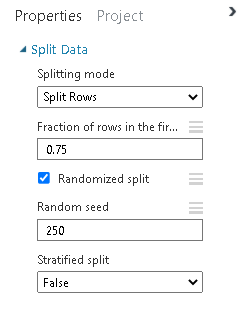 Properties Project
Split Data
Splitting mode
Split Rows
Fraction of rows in the fir...
0.75
Randomized split
Random seed
250
Stratified split
False